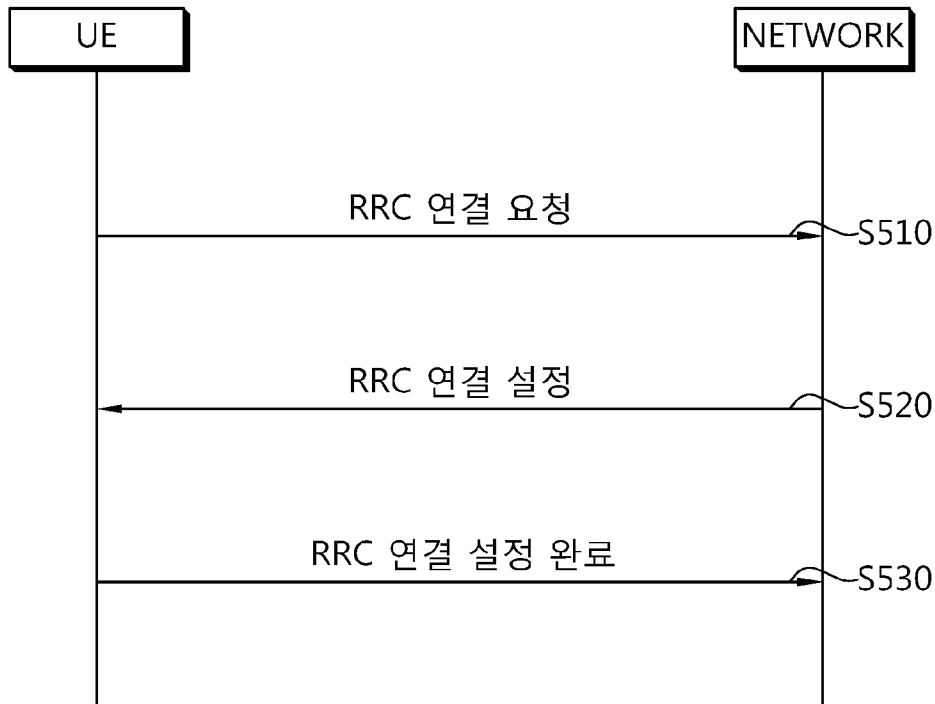 UE
NETWORK
RRC 연결 요청
S510
RRC 연결 설정
S520
RRC 연결 설정 완료
S530